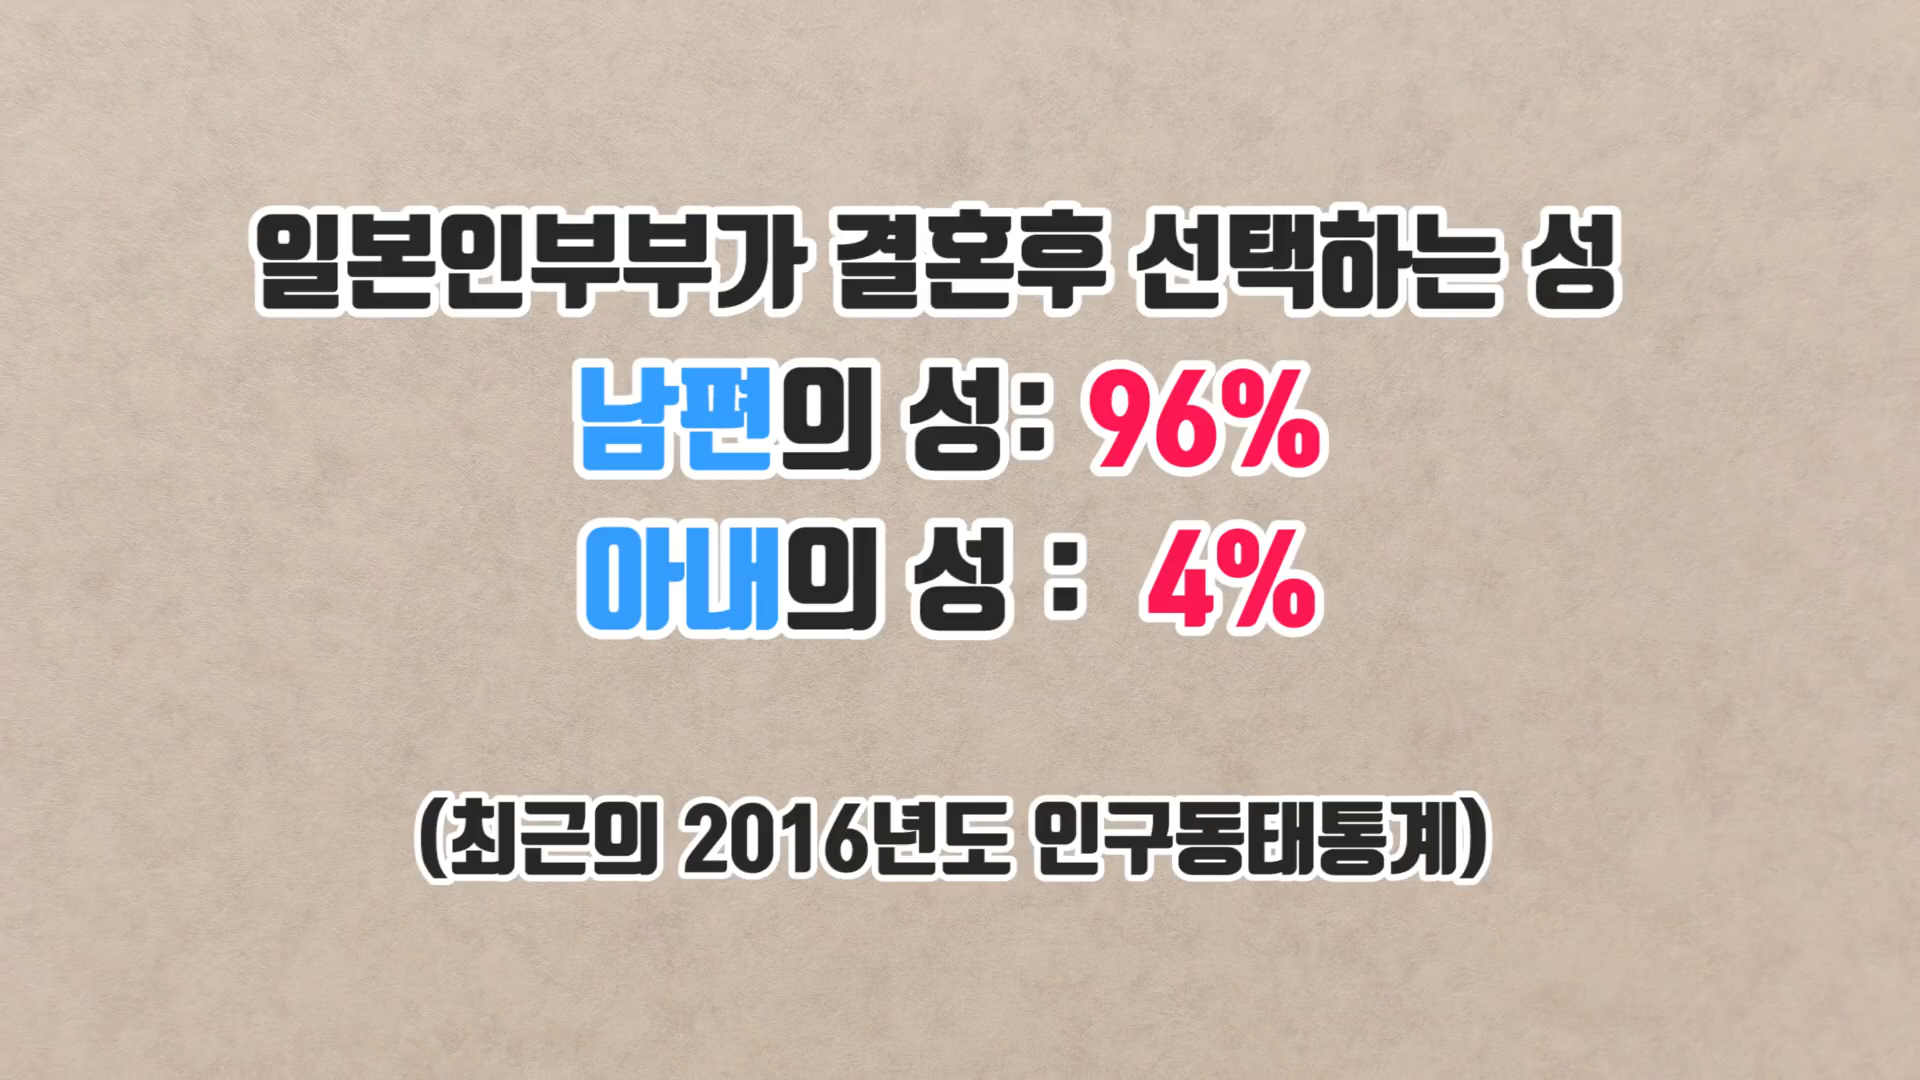 일본인부부가 결혼후 선택하는 성
남편의 성: 96%
아내의 성 : 4%
(최근의 2016년도 인구동태통계)